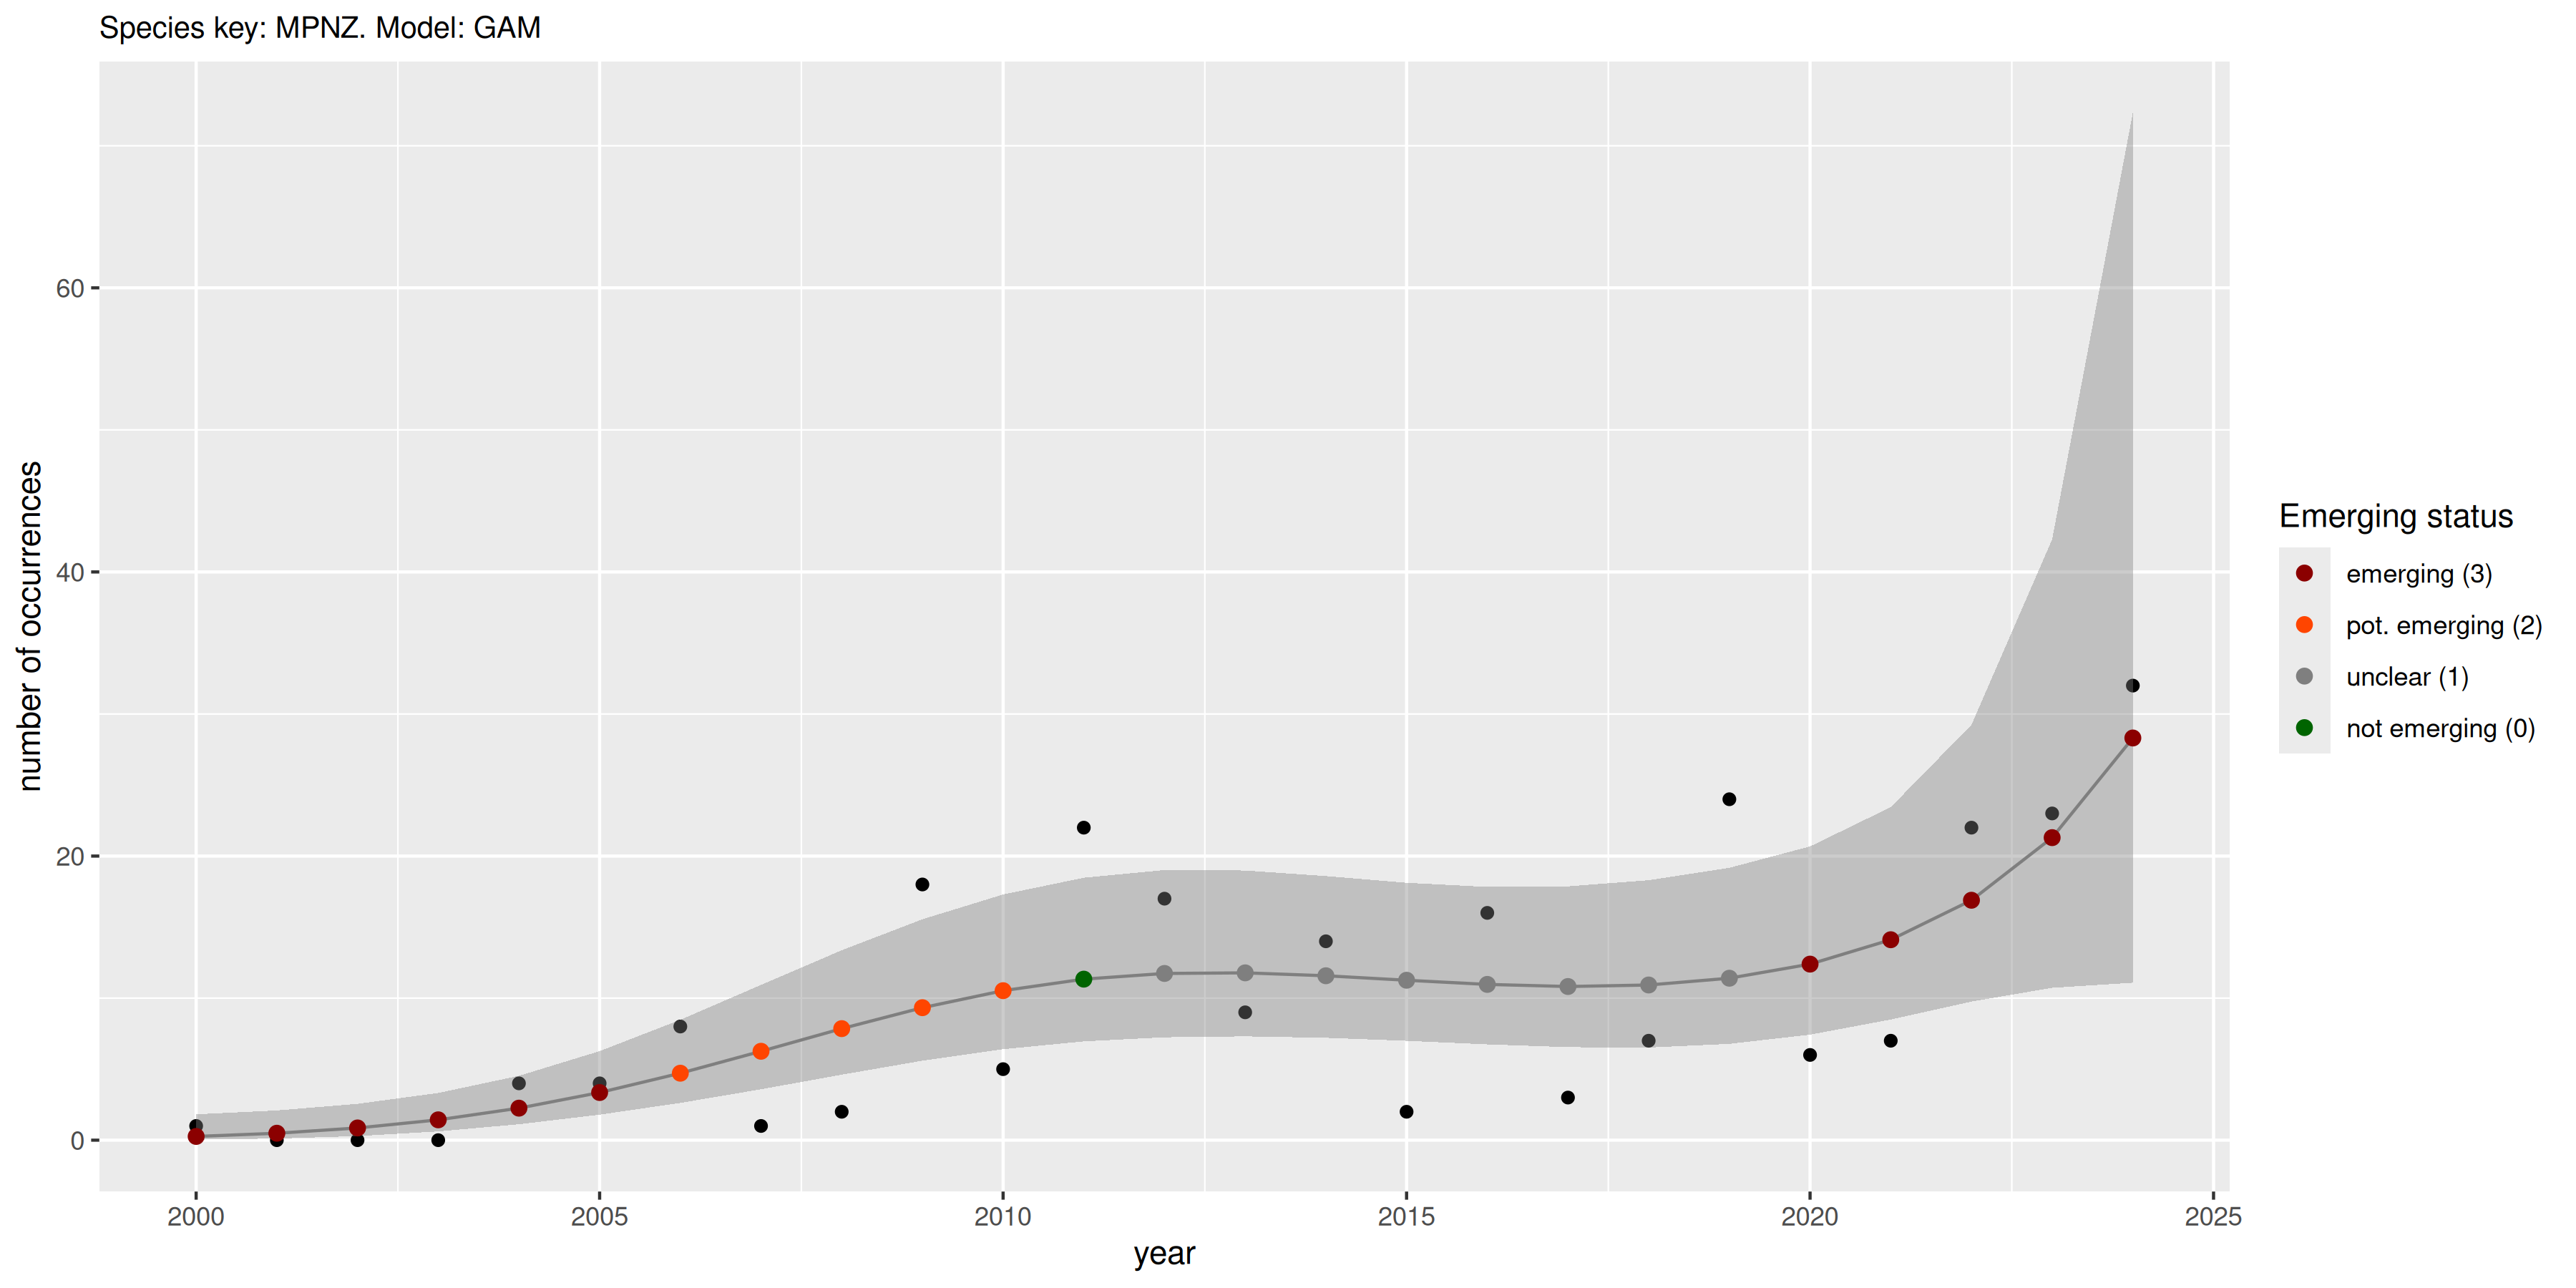 Species key: MPNZ. Model: GAM
number of occurrences
60
40
20
0
2000 2005 2010 2015 2020 2025
year
Emerging status
emerging (3)
pot. emerging (2)
unclear (1)
not emerging (0)